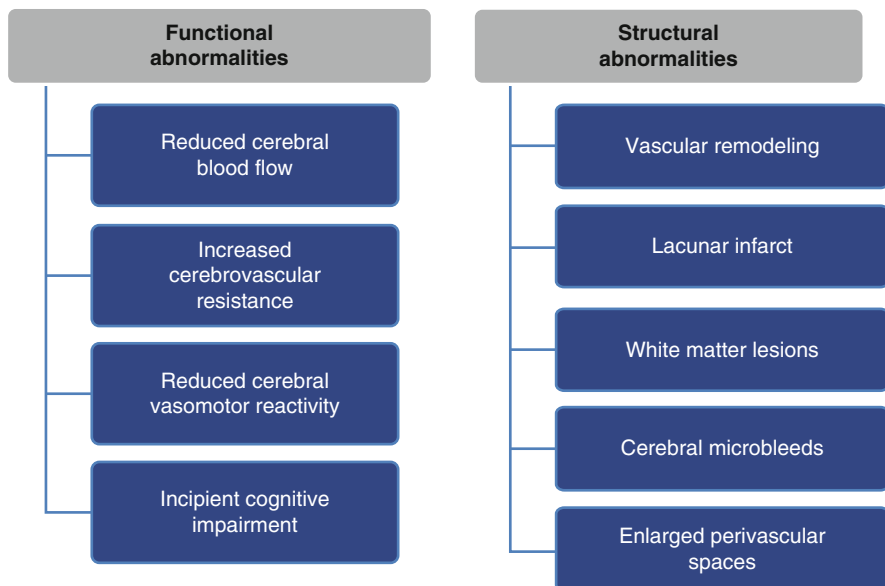 Functional
abnormalities
Reduced cerebral
blood flow
Increased
cerebrovascular
resistance
Reduced cerebral
vasomotor reactivity
Incipient cognitive
impairment
Structural
abnormalities
Vascular remodeling
Lacunar infarct
White matter lesions
Cerebral microbleeds
Enlarged perivascular
spaces